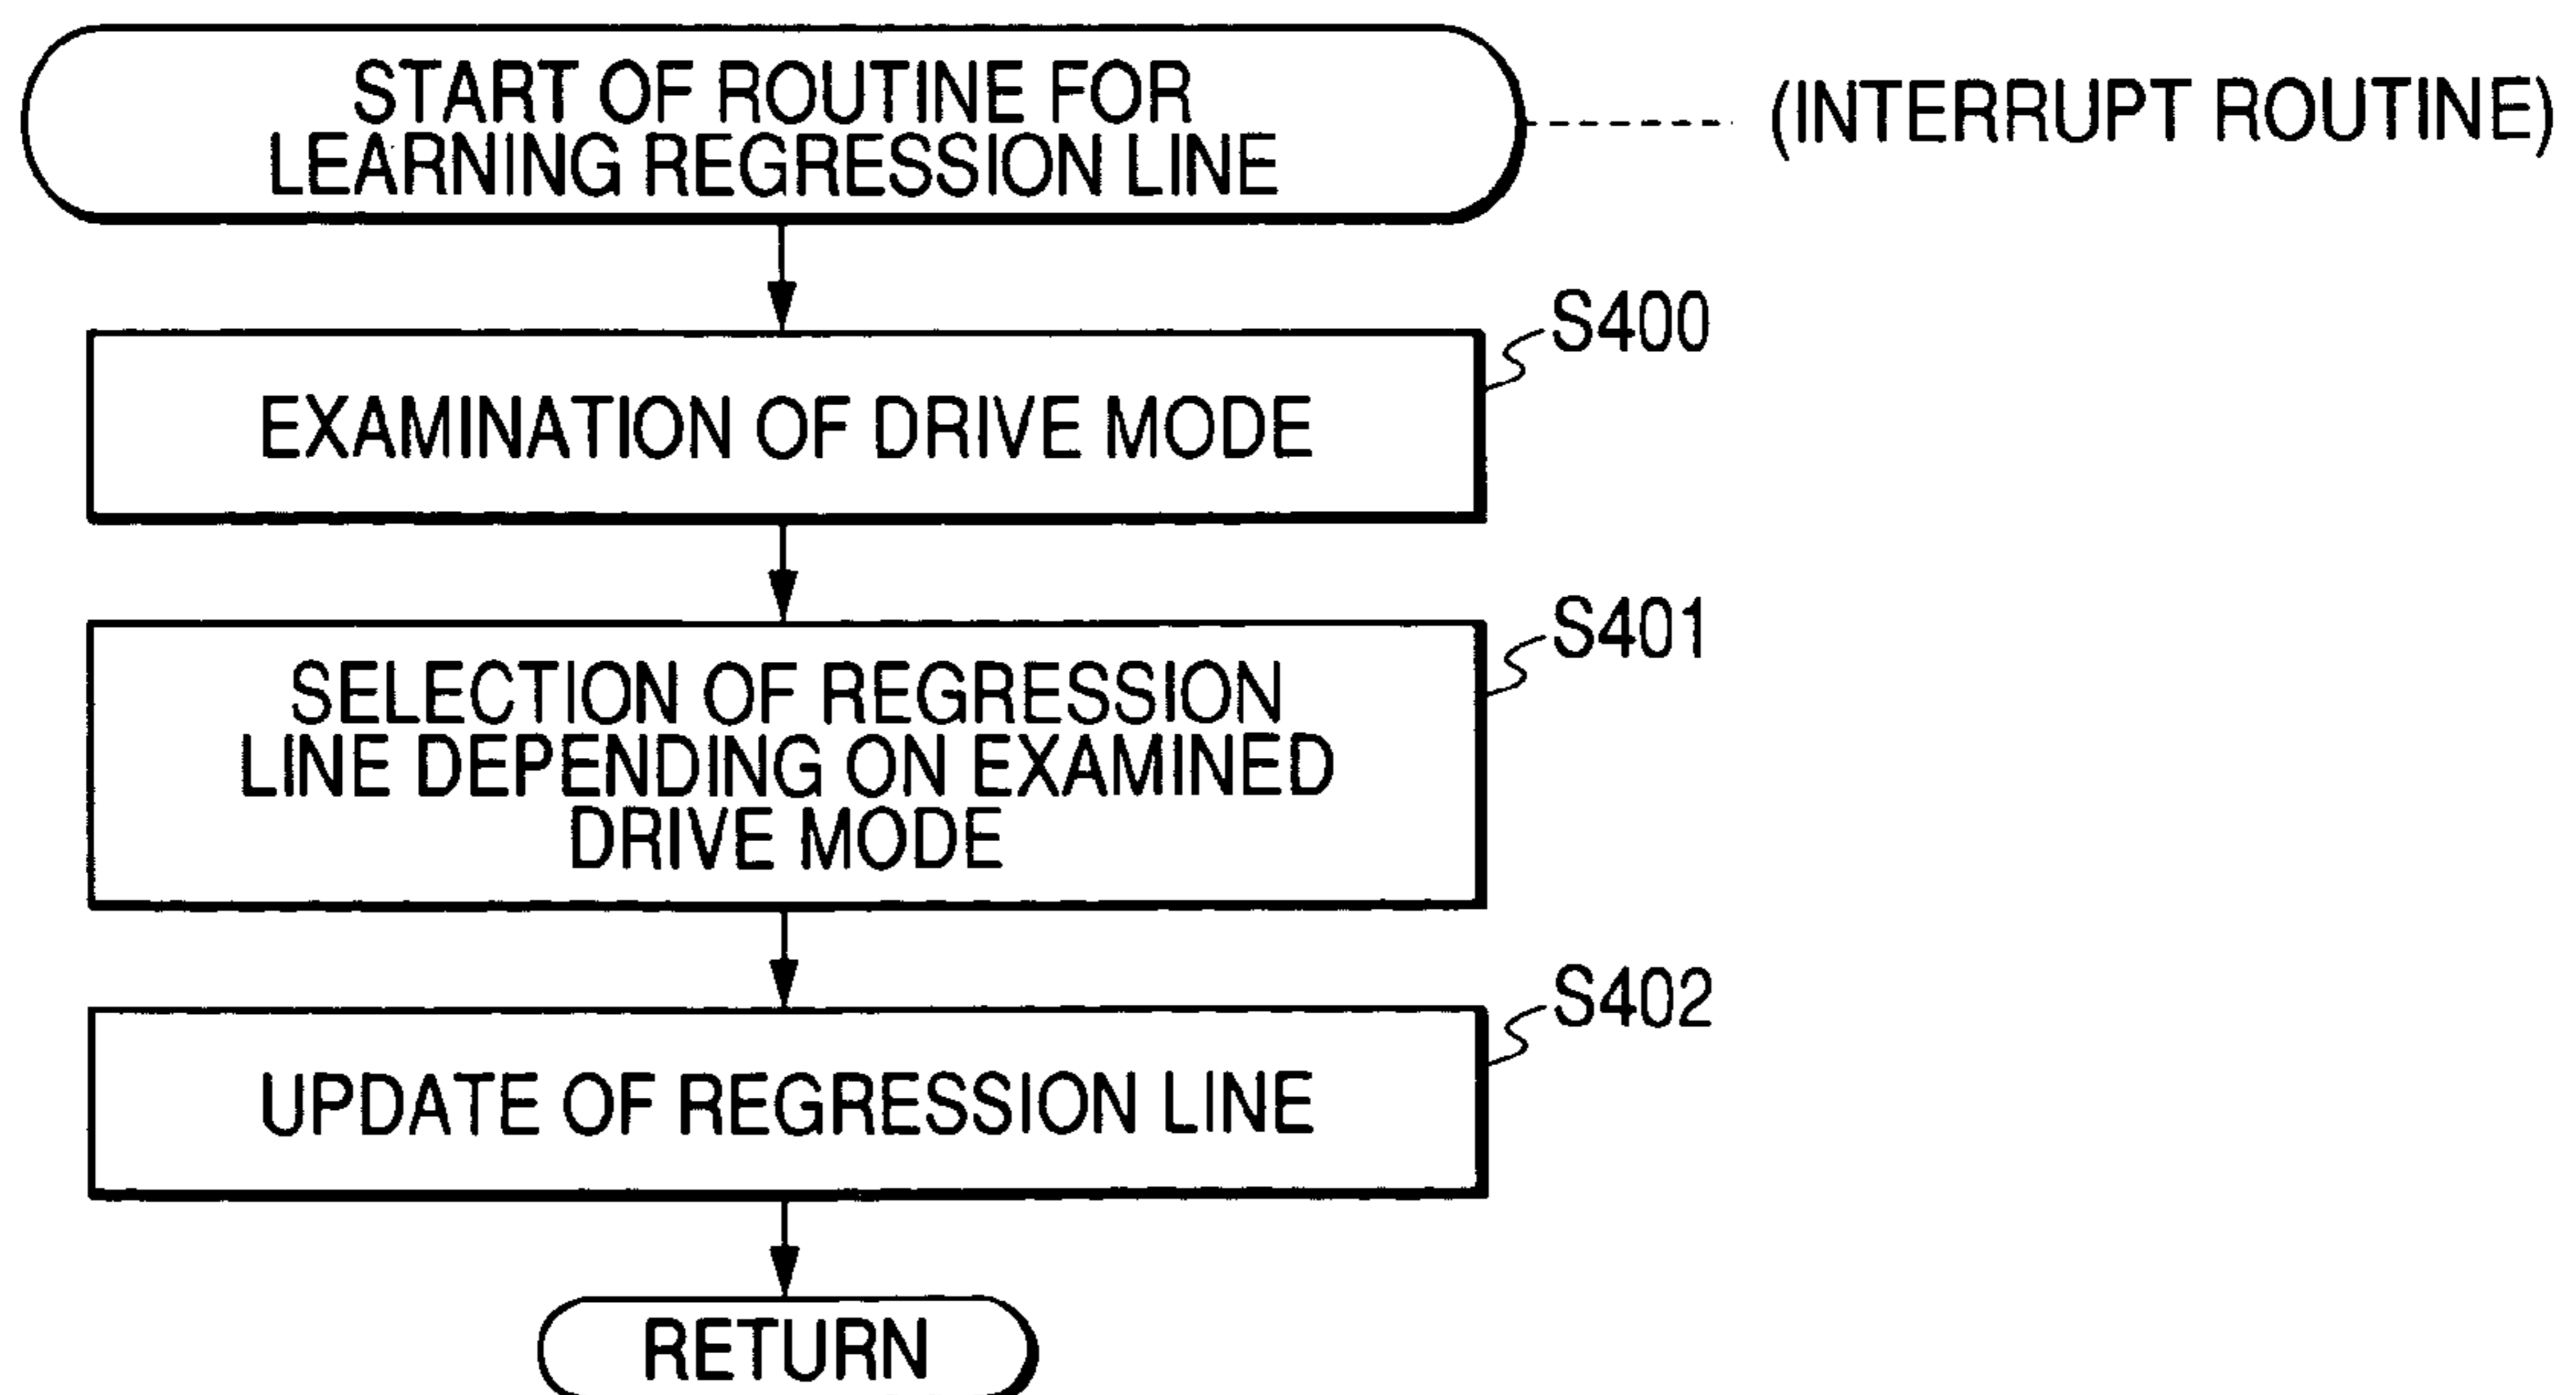 START OF ROUTINE FOR
LEARNING REGRESSION LINE
(INTERRUPT ROUTINE)
S400
EXAMINATION OF DRIVE MODE
S401
SELECTION OF REGRESSION
LINE DEPENDING ON EXAMINED
DRIVE MODE
S402
UPDATE OF REGRESSION LINE
RETURN